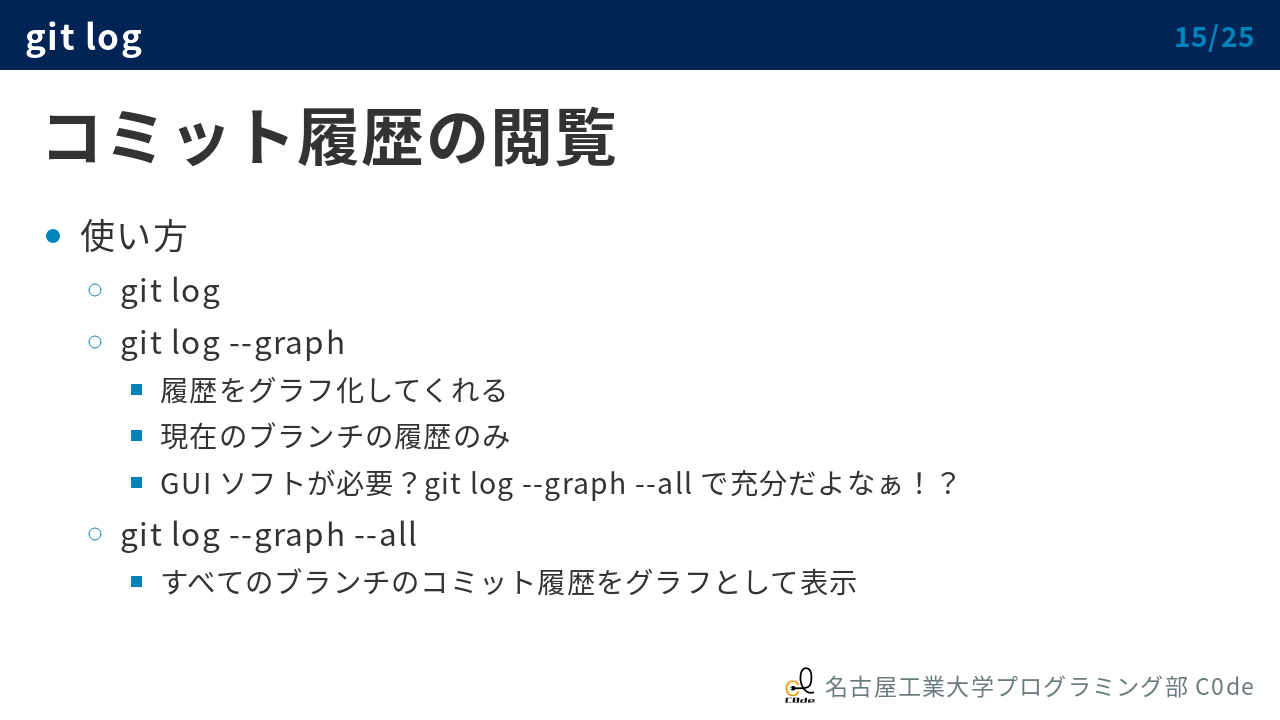 git log
15/25
コミット履歴の閲覧
使い方
git log
git log --graph
履歴をグラフ化してくれる
現在のブランチの履歴のみ
GUI ソフトが必要？git log --graph --all で充分だよなぁ！？
git log --graph --all
すべてのブランチのコミット履歴をグラフとして表示
C0de
名古屋工業大学プログラミング部 C0de